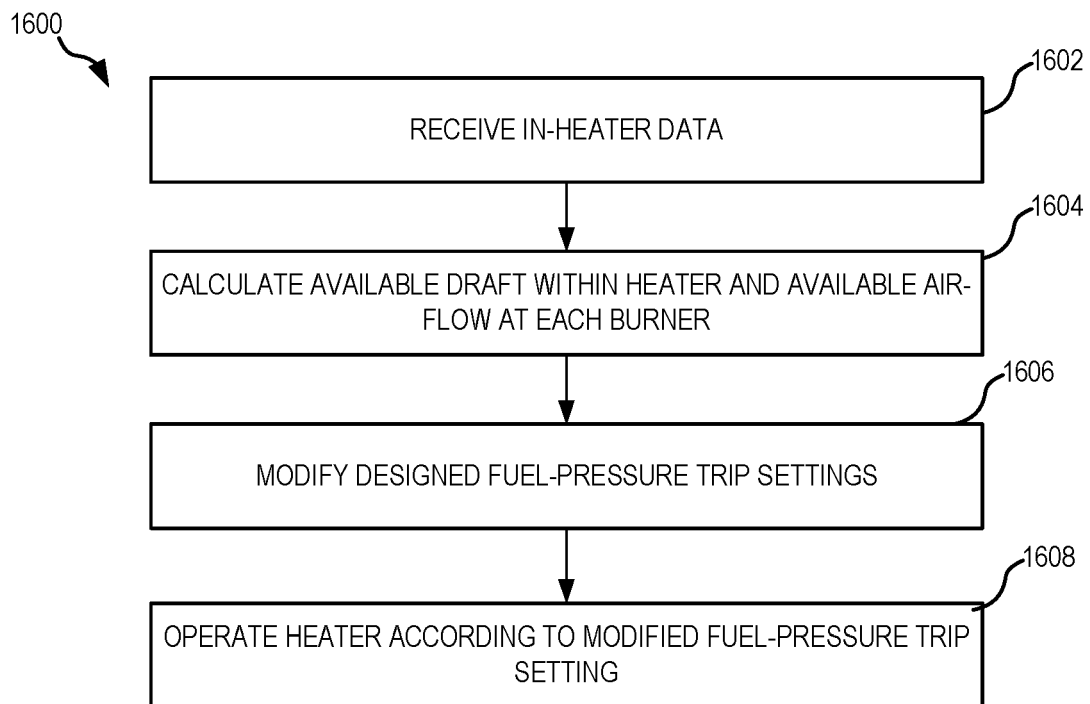 1600
1602
RECEIVE IN-HEATER DATA
1604
CALCULATE AVAILABLE DRAFT WITHIN HEATER AND AVAILABLE AIR-
FLOW AT EACH BURNER
1606
MODIFY DESIGNED FUEL-PRESSURE TRIP SETTINGS
1608
OPERATE HEATER ACCORDING TO MODIFIED FUEL-PRESSURE TRIP
SETTING